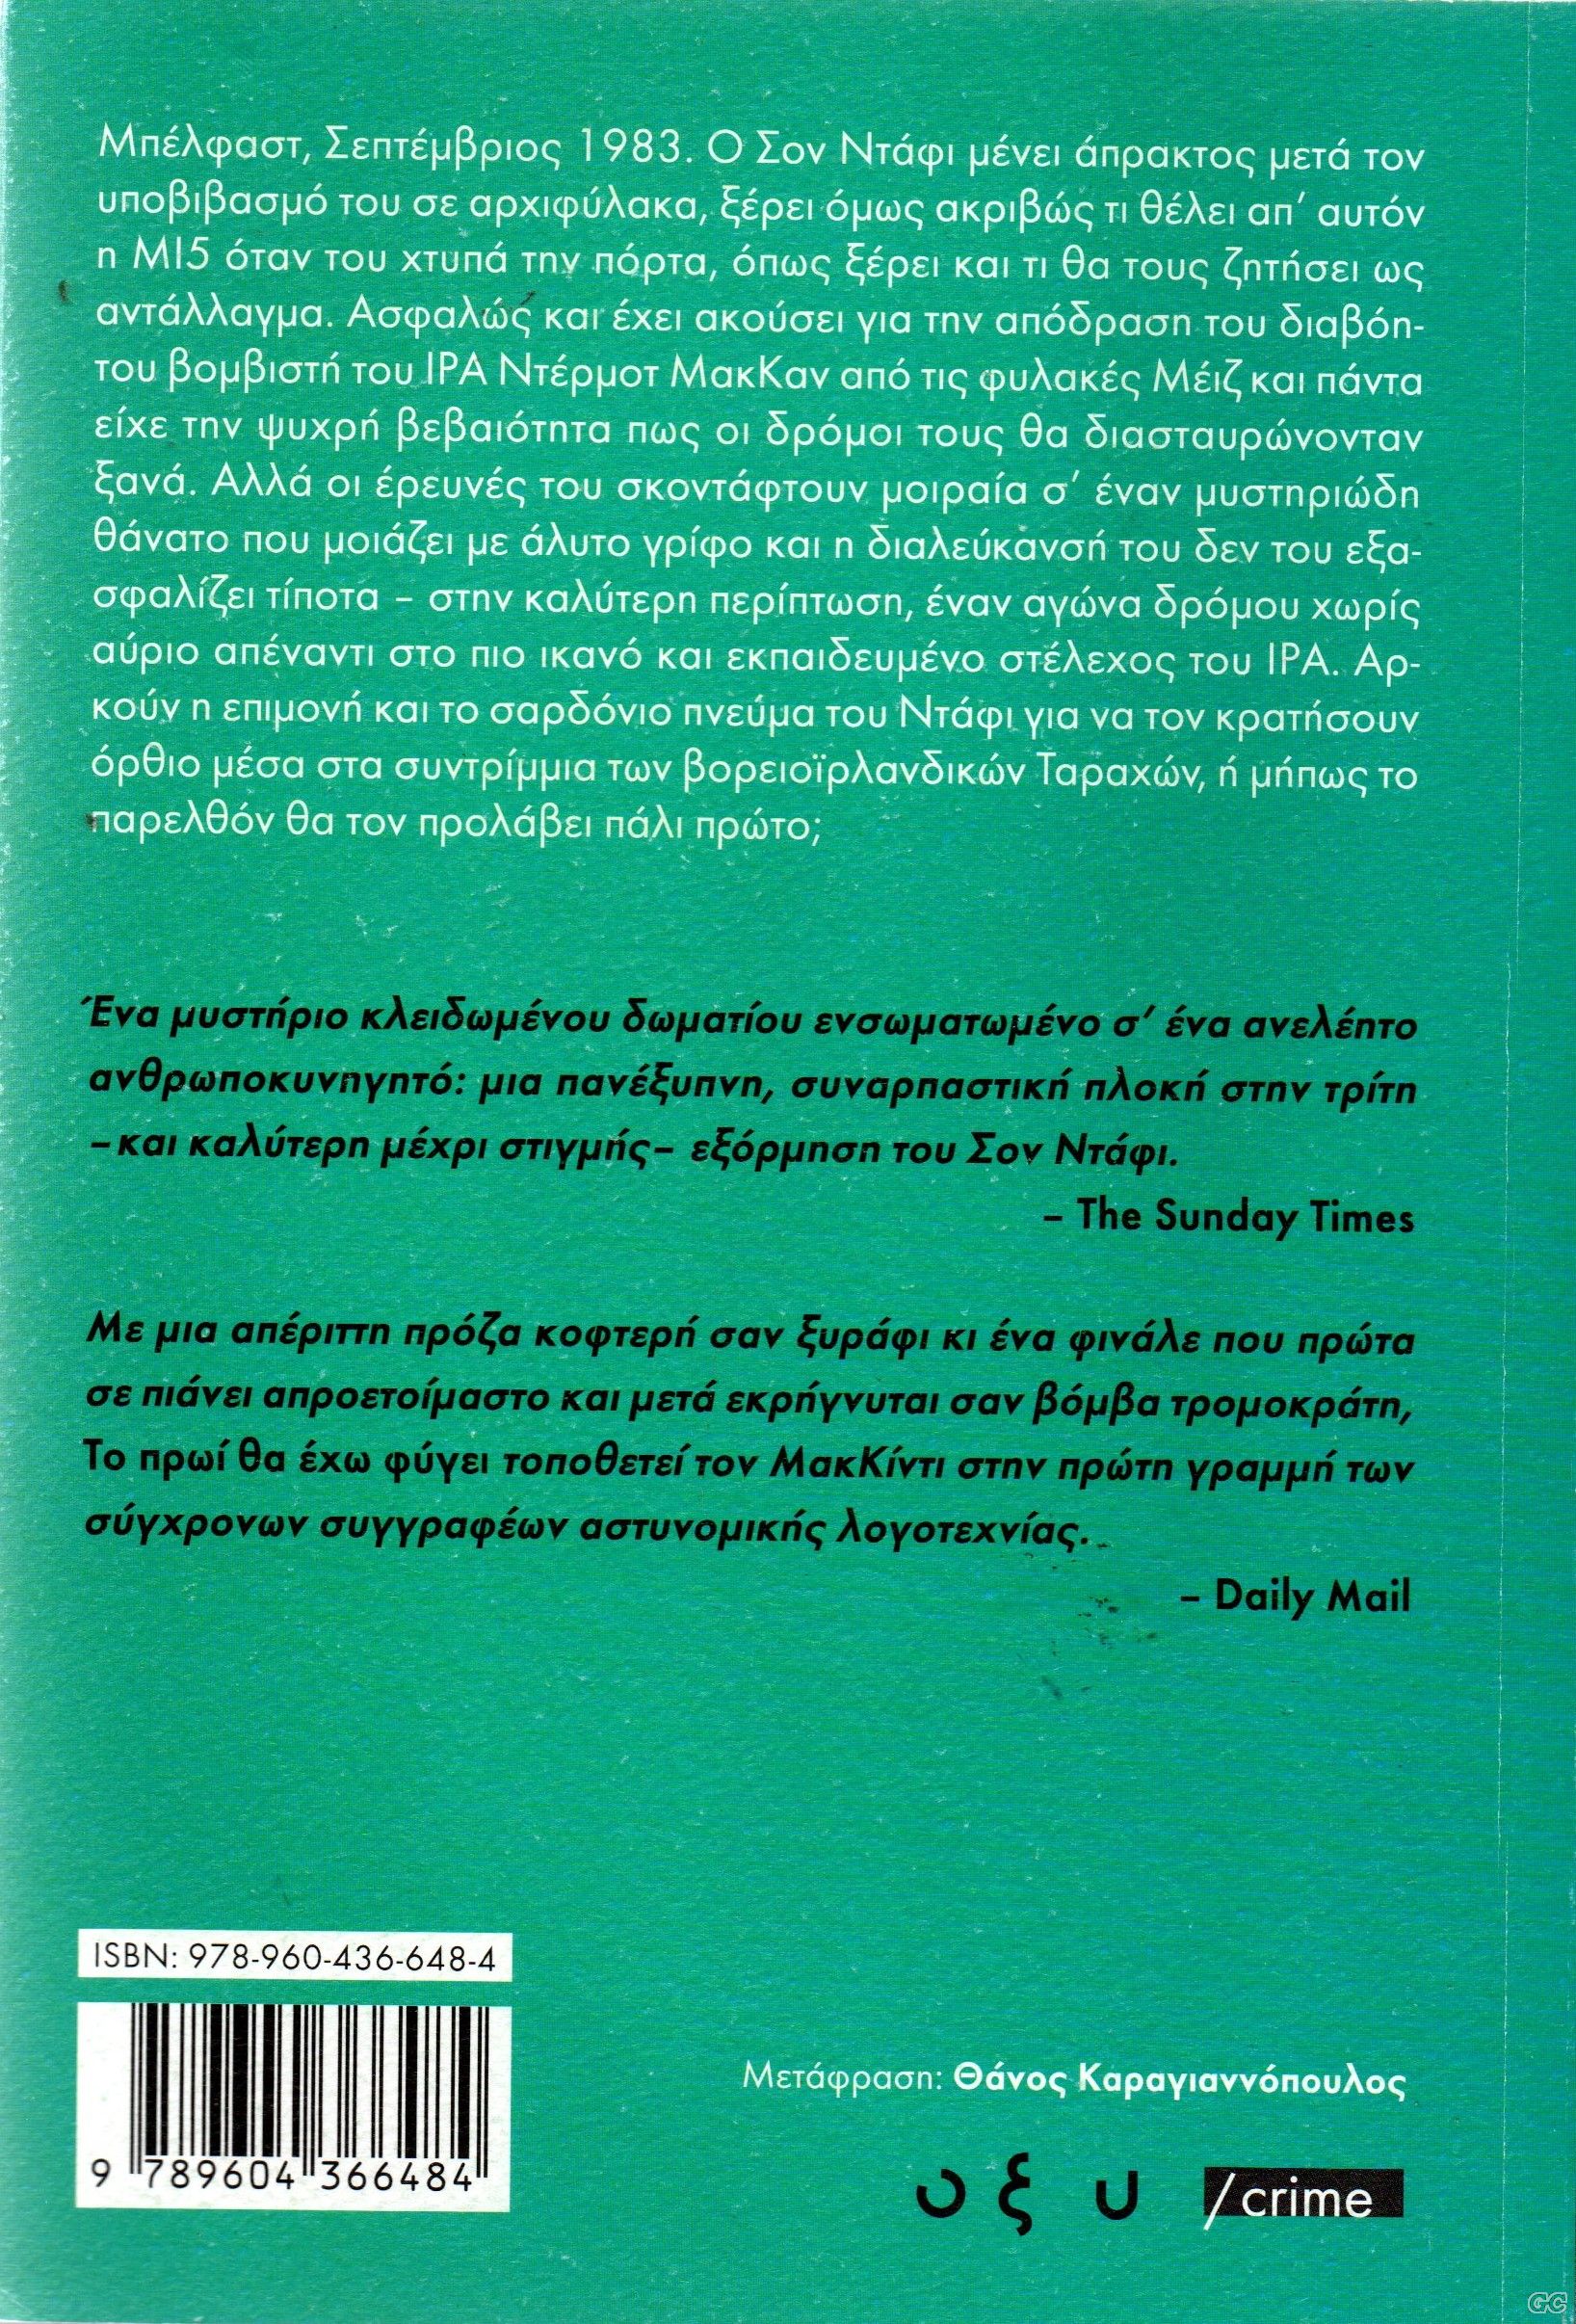 Μπέλφαστ, Σεπτέμβριος 1983. Ο Σον Ντάφι μένει άπρακτος μετά τον
υποβιβασμό του σε αρχιφύλακα, ξέρει όμως ακριβώς τι θέλει απ’ αυτόν
η MI5 όταν του χτυπά την πόρτα, όπως ξέρει και τι θα τους ζητήσει ως
αντάλλαγμα. Ασφαλώς και έχει ακούσει για την απόδραση του διαβόη-
του βομβιστή του ΙΡΑ Ντέρμοτ ΜακΚαν από τις φυλακές Μέιζ και πάντα
είχε την ψυχρή βεβαιότητα πως οι δρόμοι τους θα διασταυρώνονταν
ξανά. Αλλά οι έρευνές του σκοντάφτουν μοιραία σ’ έναν μυστηριώδη
θάνατο που μοιάζει με άλυτο γρίφο και η διαλεύκανσή του δεν του εξα-
σφαλίζει τίποτα – στην καλύτερη περίπτωση, έναν αγώνα δρόμου χωρίς
αύριο απέναντι στο πιο ικανό και εκπαιδευμένο στέλεχος του ΙΡΑ. Αρ-
κούν η επιμονή και το σαρδόνιο πνεύμα του Ντάφι για να τον κρατήσουν
όρθιο μέσα στα συντρίμμια των βορειοϊρλανδικών Ταραχών, ή μήπως το
παρελθόν θα τον προλάβει πάλι πρώτο;
Ένα μυστήριο κλειδωμένου δωματίου ενσωματωμένο σ’ ένα ανελέητο
ανθρωποκυνηγητό: μια πανέξυπνη, συναρπαστική πλοκή στην τρίτη
–και καλύτερη μέχρι στιγμής– εξόρμηση του Σον Ντάφι.
– The Sunday Times
Με μια απέριττη πρόζα κοφτερή σαν ξυράφι κι ένα φινάλε που πρώτα
σε πιάνει απροετοίμαστο και μετά εκρήγνυται σαν βόμβα τρομοκράτη,
Το πρωί θα έχω φύγει τοποθετεί τον ΜακΚίντι στην πρώτη γραμμή των
σύγχρονων συγγραφέων αστυνομικής λογοτεχνίας.
– Daily Mail
ISBN: 978-960-436-648-4
9 789604 366484
Μετάφραση: Θάνος Καραγιαννόπουλος
οξυ /crime
GC